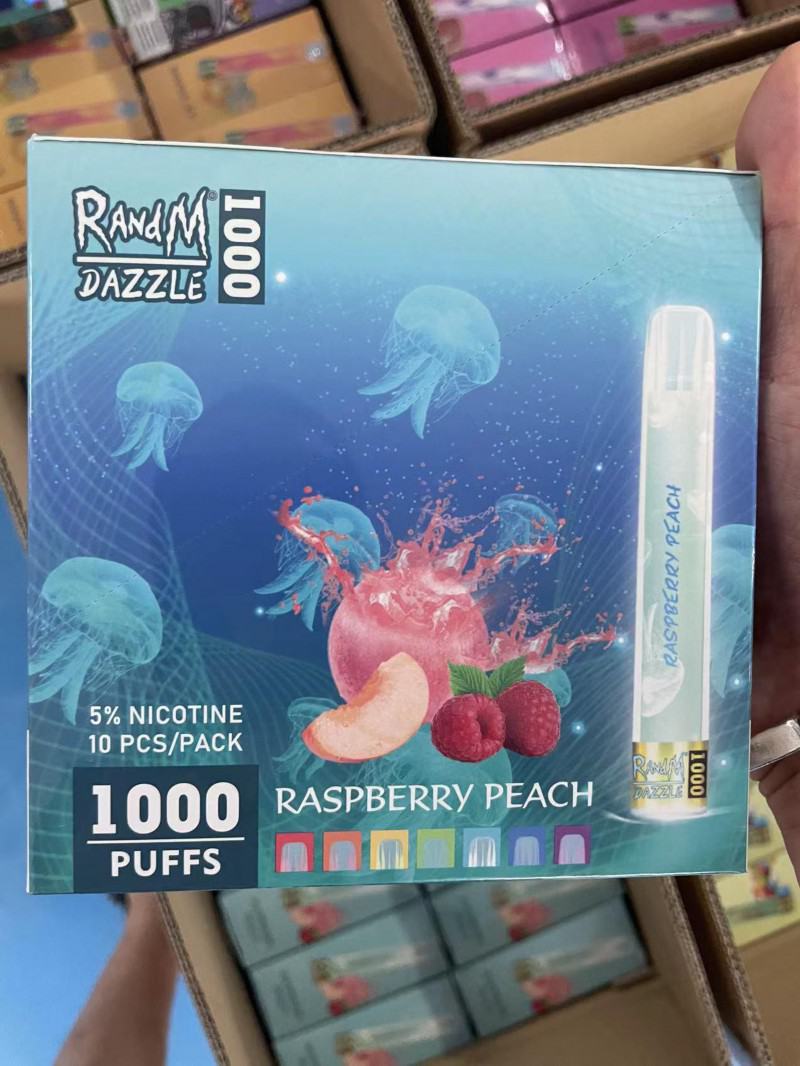 RANDM®
DAZZLE
1000
RASPBERRY PEACH
RANDM
DAZZLE
1000
5% NICOTINE
10 PCS/PACK
1000
PUFFS
RASPBERRY PEACH